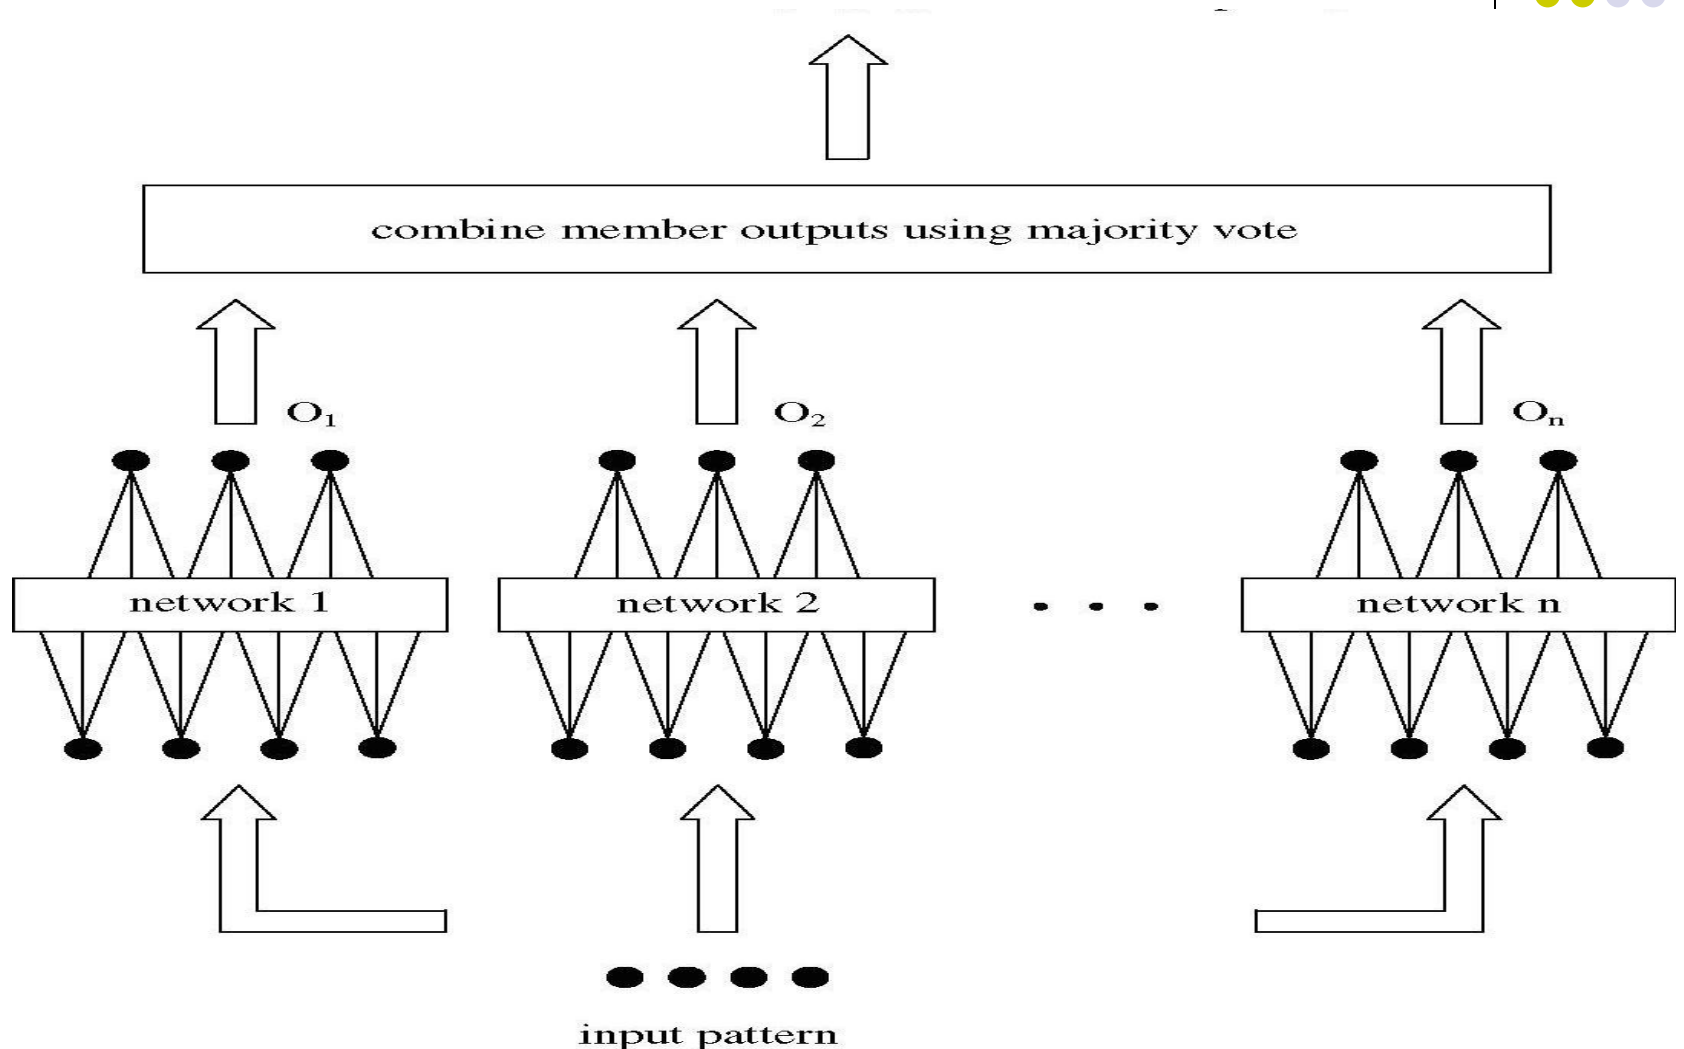 combine member outputs using majority vote
O1
O2
On
network 1
network 2
network n
input pattern